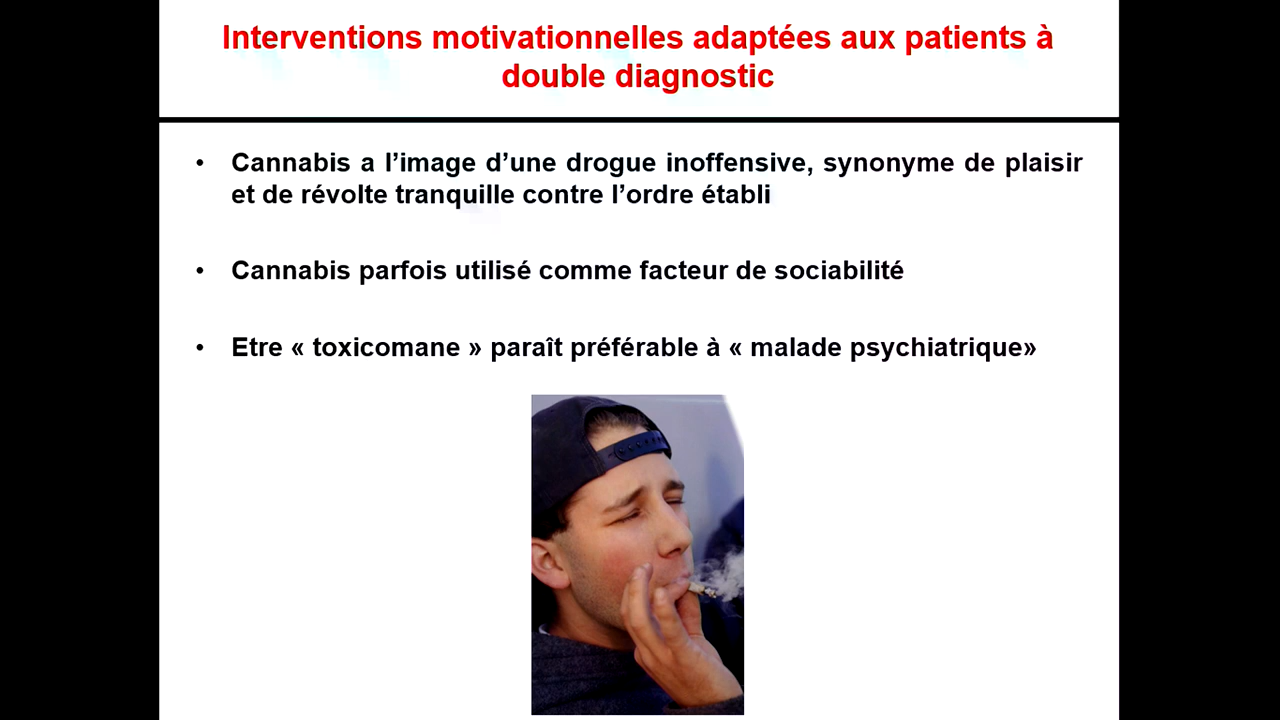 Interventions motivationnelles adaptées aux patients à
double diagnostic
• Cannabis a l’image d’une drogue inoffensive, synonyme de plaisir
et de révolte tranquille contre l’ordre établi
• Cannabis parfois utilisé comme facteur de sociabilité
• Etre « toxicomane » paraît préférable à « malade psychiatrique»